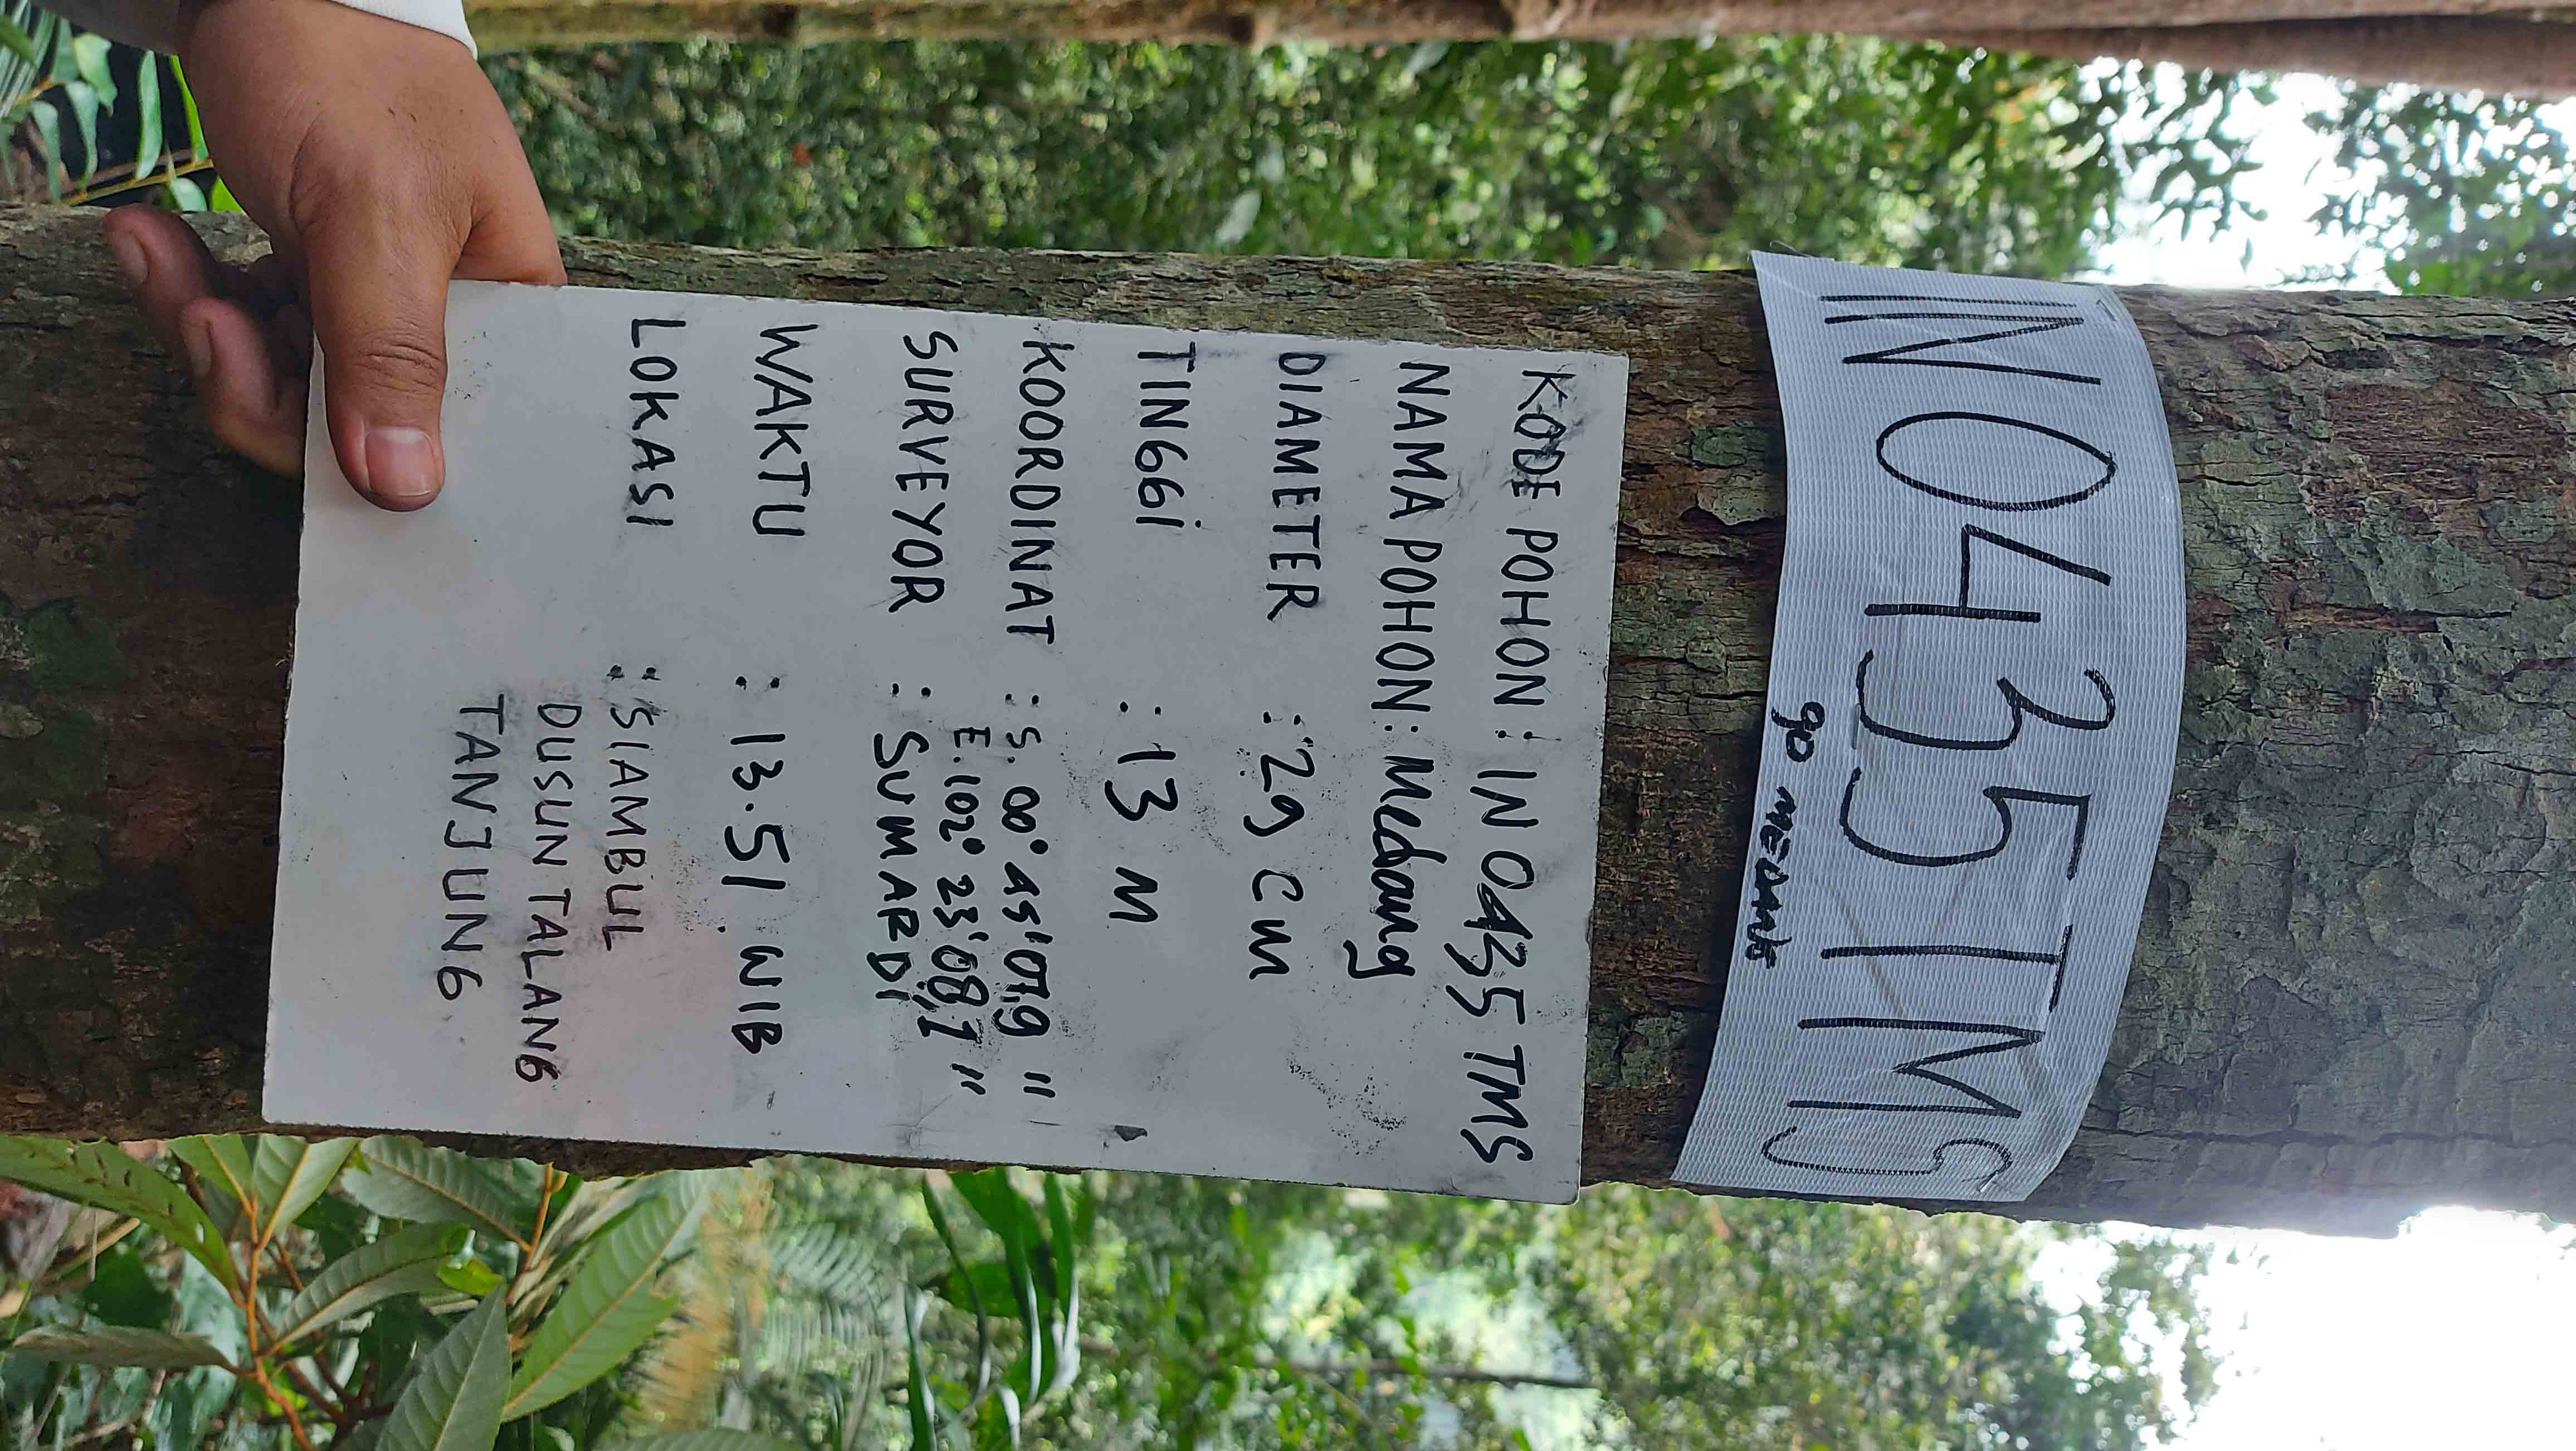 IN0435TMS
90 MEDANG
KODE POHON : IN 0435 TMS
NAMA POHON : Medang
DIAMETER : 29 CM
TINGGi : 13 M
KOORDINAT : S. 00° 45' 07,9 "
E. 102° 23' 08,1 "
SURVEYOR : SUMARDI
WAKTU : 13.51 WIB
LOKASI : SIAMBUL
DUSUN TALANG
TANJUNG